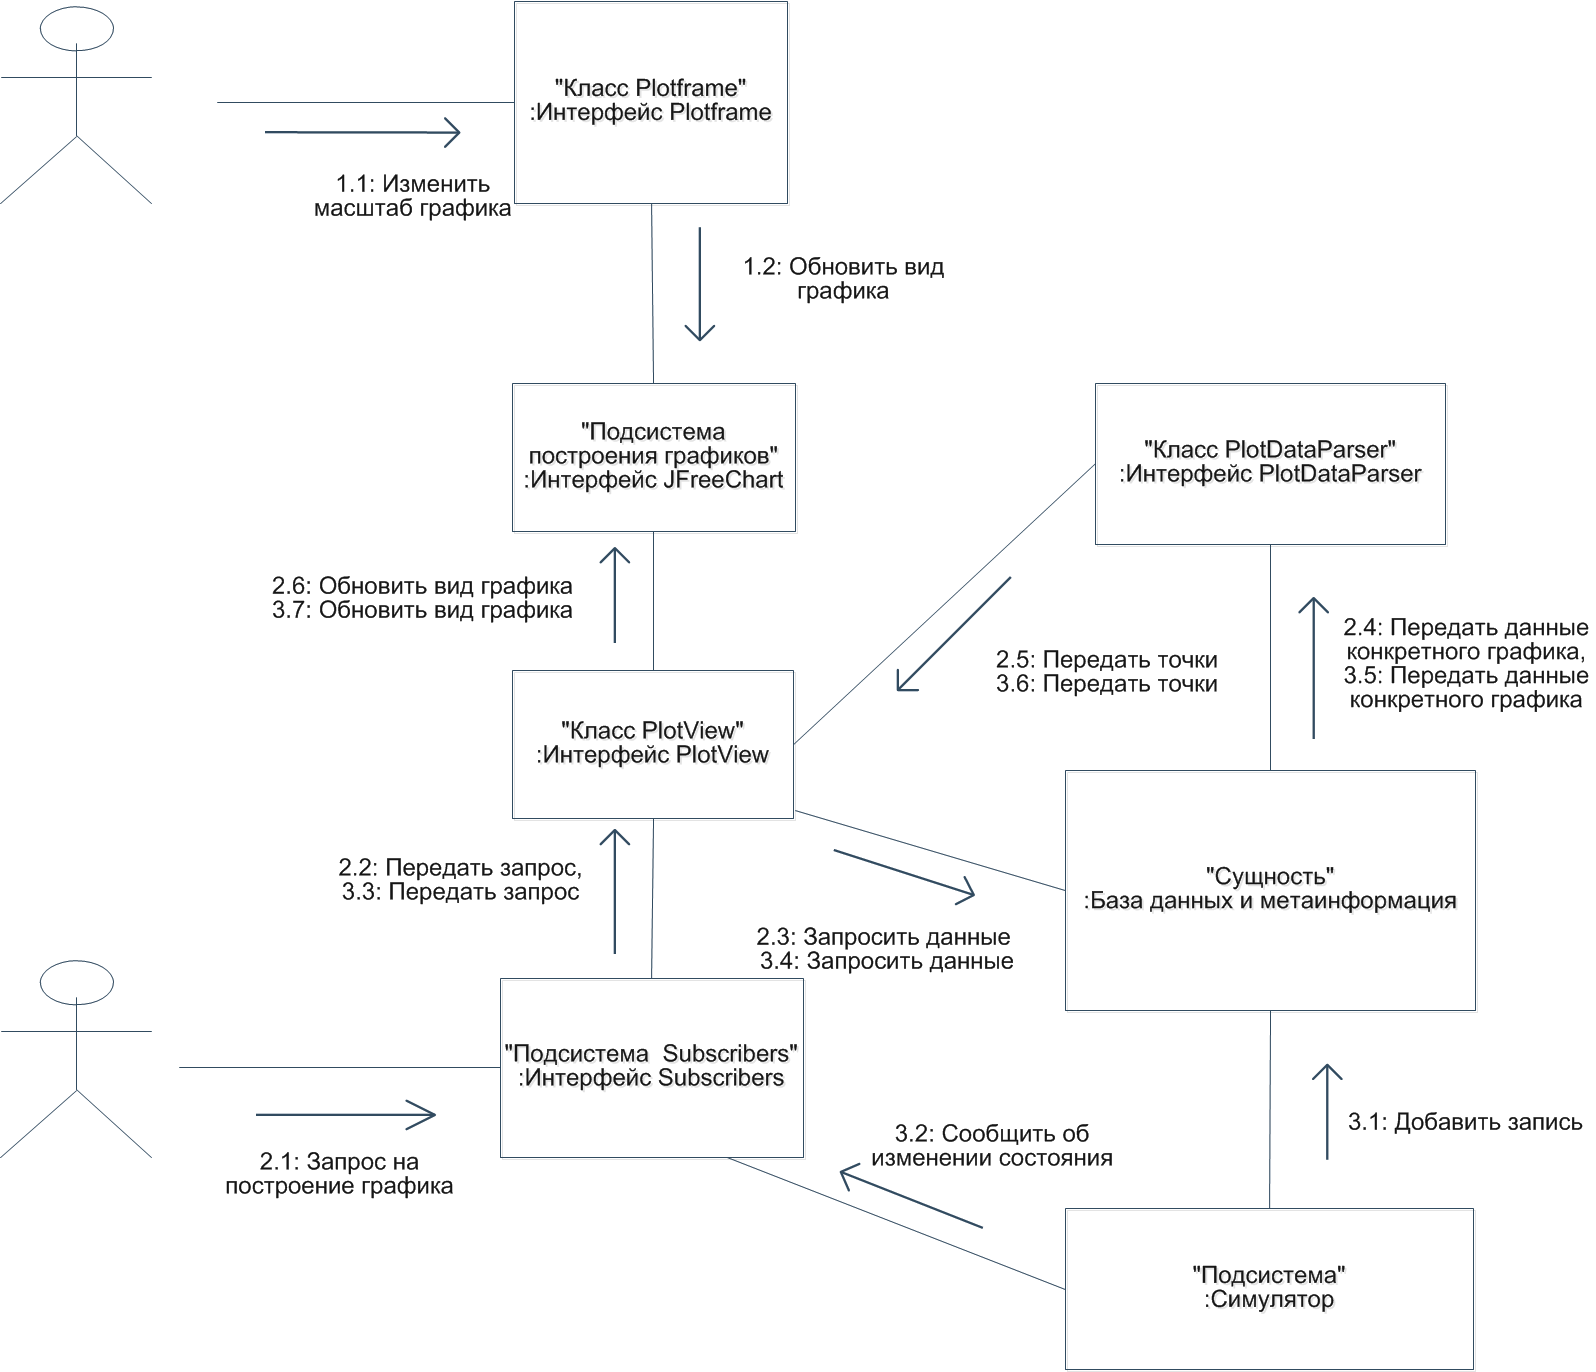 "Класс Plotframe"
:Интерфейс Plotframe
1.1: Изменить
масштаб графика
1.2: Обновить вид
графика
"Подсистема
построения графиков"
:Интерфейс JFreeChart
"Класс PlotDataParser"
:Интерфейс PlotDataParser
2.6: Обновить вид графика
3.7: Обновить вид графика
2.5: Передать точки
3.6: Передать точки
2.4: Передать данные
конкретного графика,
3.5: Передать данные
конкретного графика
"Класс PlotView"
:Интерфейс PlotView
2.2: Передать запрос,
3.3: Передать запрос
"Сущность"
:База данных и метаинформация
2.3: Запросить данные
3.4: Запросить данные
"Подсистема  Subscribers"
:Интерфейс Subscribers
2.1: Запрос на
построение графика
3.2: Сообщить об
изменении состояния
3.1: Добавить запись
"Подсистема"
:Симулятор